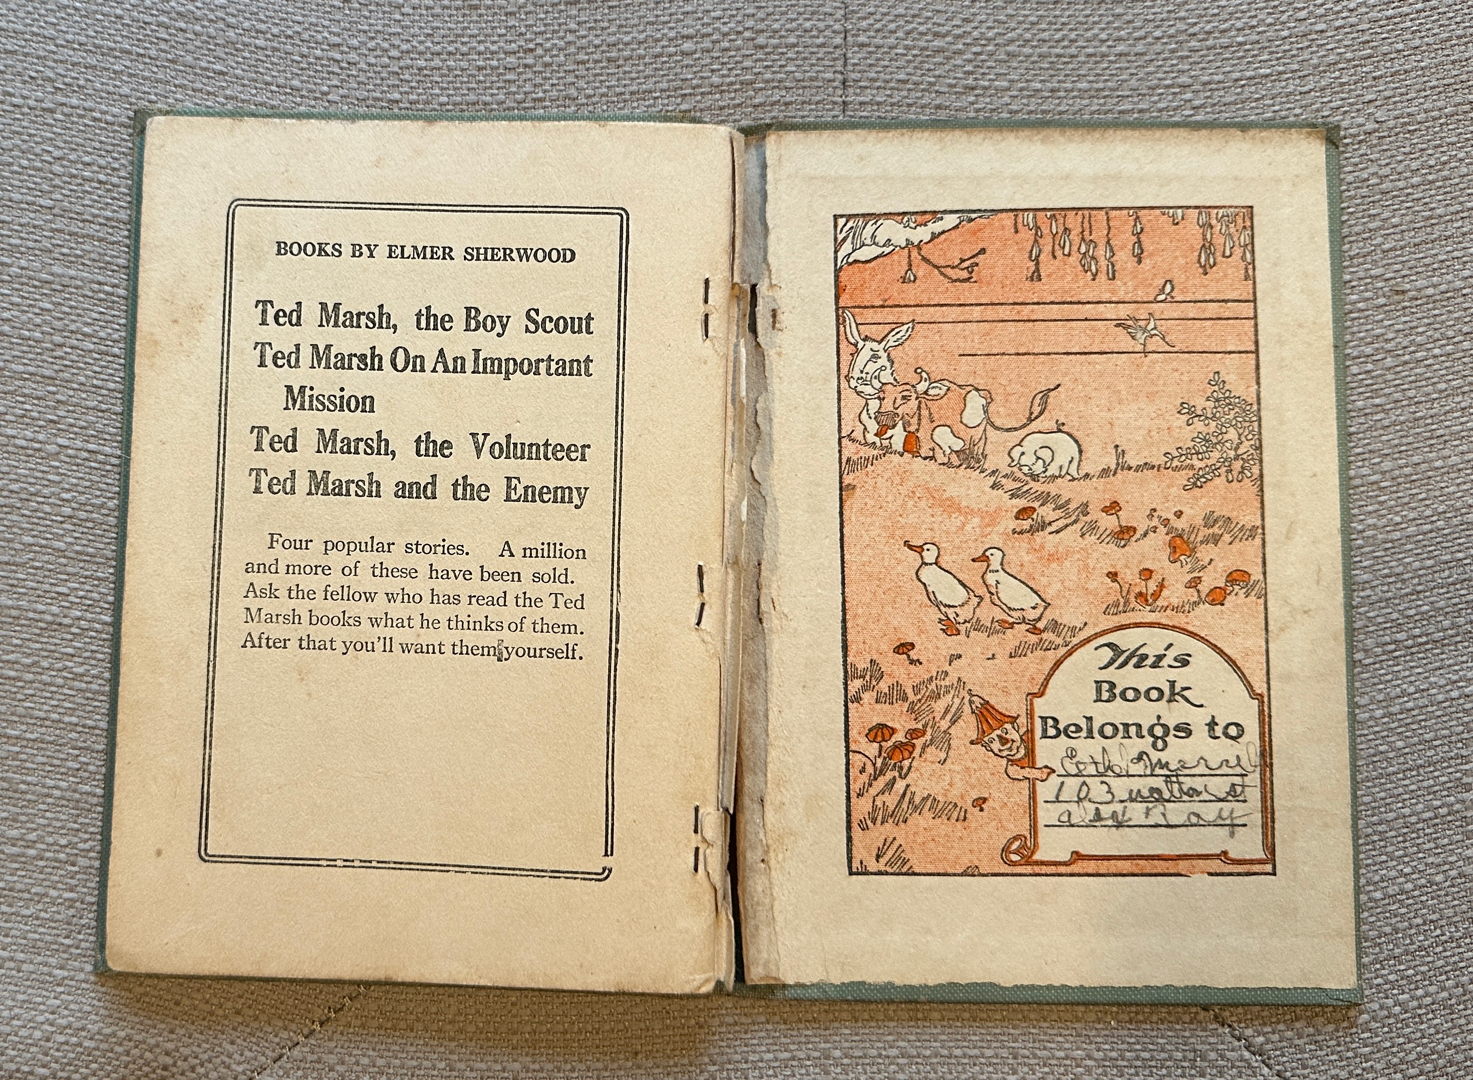 BOOKS BY ELMER SHERWOOD
Ted Marsh, the Boy Scout
Ted Marsh On An Important
Mission
Ted Marsh, the Volunteer
Ted Marsh and the Enemy
Four popular stories. A million
and more of these have been sold.
Ask the fellow who has read the Ted
Marsh books what he thinks of them.
After that you'll want them yourself.
This
Book
Belongs to
103